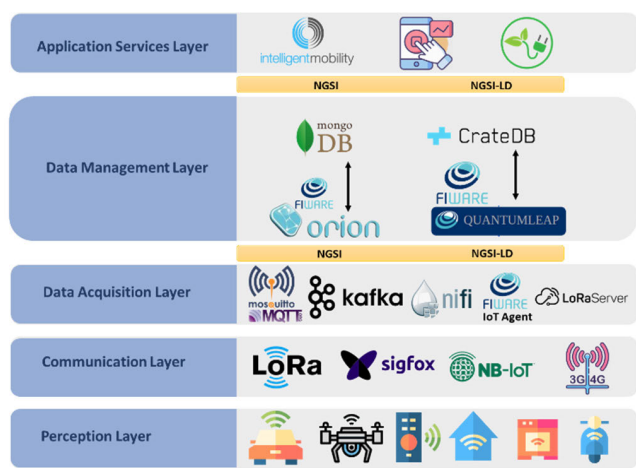 Application Services Layer
intelligentmobility
NGSI
NGSI-LD
Data Management Layer
mongo
DB
CrateDB
FIWARE
orion
FIWARE
QUANTUMLEAP
NGSI
NGSI-LD
Data Acquisition Layer
mosquitto
MQTT
kafka
nifi
FIWARE
IoT Agent
LoRaServer
Communication Layer
LoRa
sigfox
NB-IoT
3G 4G
Perception Layer